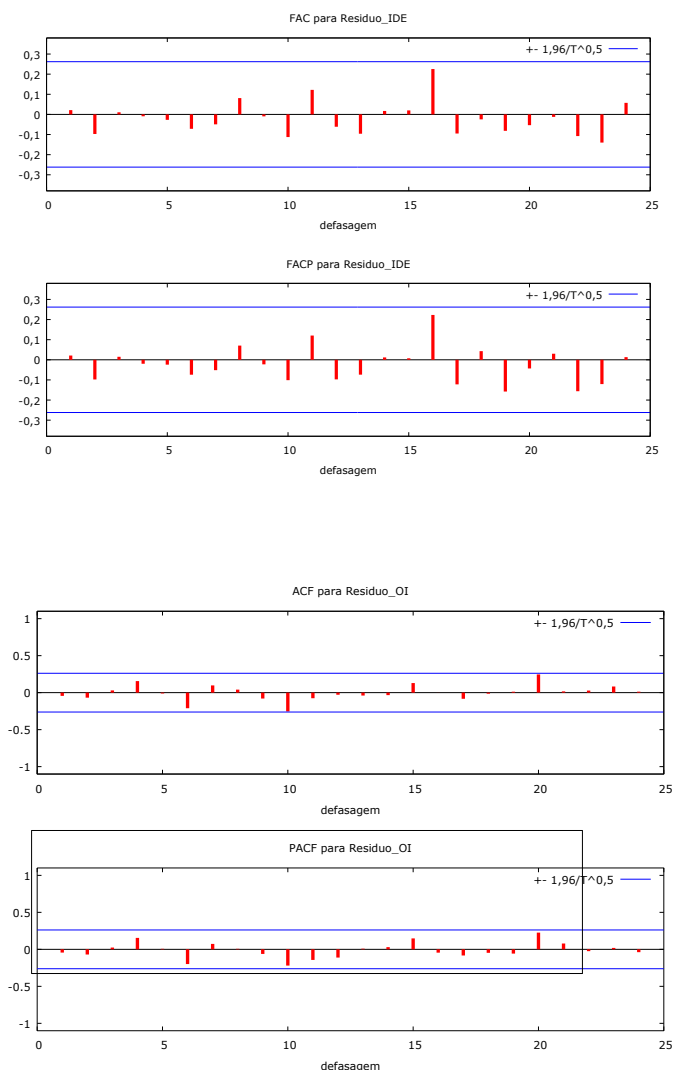 FAC para Residuo_IDE
+- 1,96/T^0,5
0,3
0,2
0,1
0
-0,1
-0,2
-0,3
0 5 10 15 20 25
defasagem
FACP para Residuo_IDE
+- 1,96/T^0,5
0,3
0,2
0,1
0
-0,1
-0,2
-0,3
0 5 10 15 20 25
defasagem
ACF para Residuo_OI
+- 1,96/T^0,5
1
0.5
0
-0.5
-1
0 5 10 15 20 25
defasagem
PACF para Residuo_OI
+- 1,96/T^0,5
1
0.5
0
-0.5
-1
0 5 10 15 20 25
defasagem